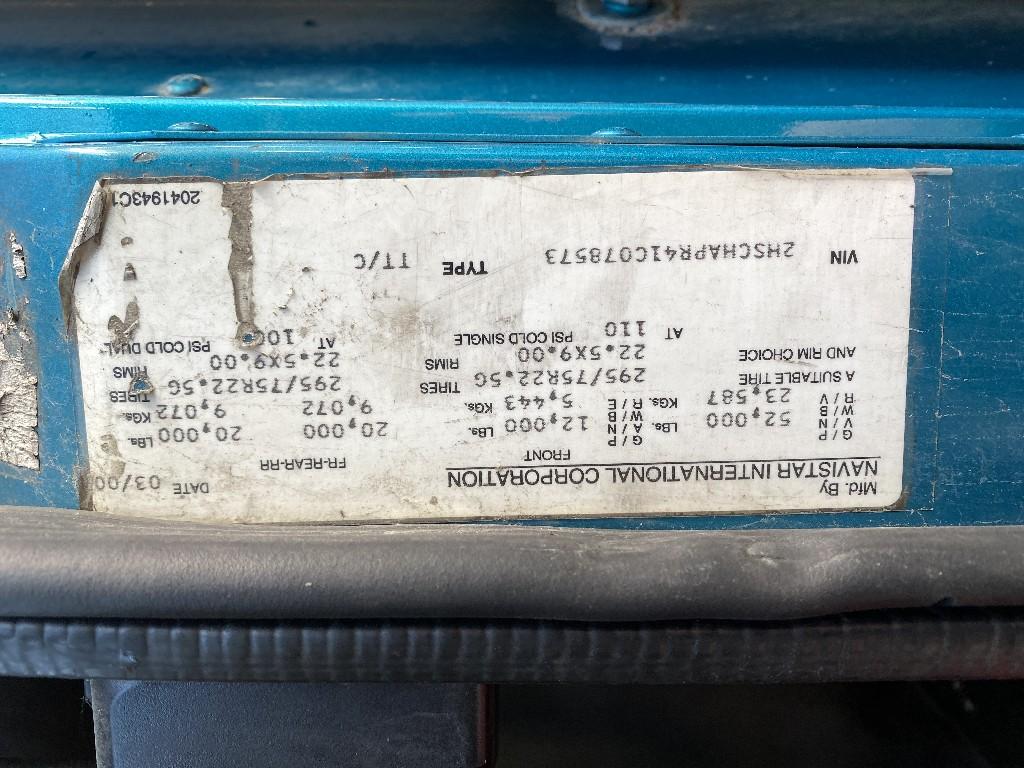 Mfd. By
NAVISTAR INTERNATIONAL CORPORATION
DATE 03/00
FRONT
FR-REAR-RR
G/P V/N W/B R/V 52,000 LBs. 23,587 KGs.
G/P A/N W/B R/E 12,000 LBs. 5,443 KGs.
20,000 20,000 LBs.
9,072 9,072 KGs.
A SUITABLE TIRE
AND RIM CHOICE
295/75R22.5G TIRES
22.5X9.00 RIMS
AT 110 PSI COLD SINGLE
295/75R22.5G TIRES
22.5X9.00 RIMS
AT 100 PSI COLD DUAL
VIN 2HSCHAPR41C078573 TYPE TT/C
2041943C1